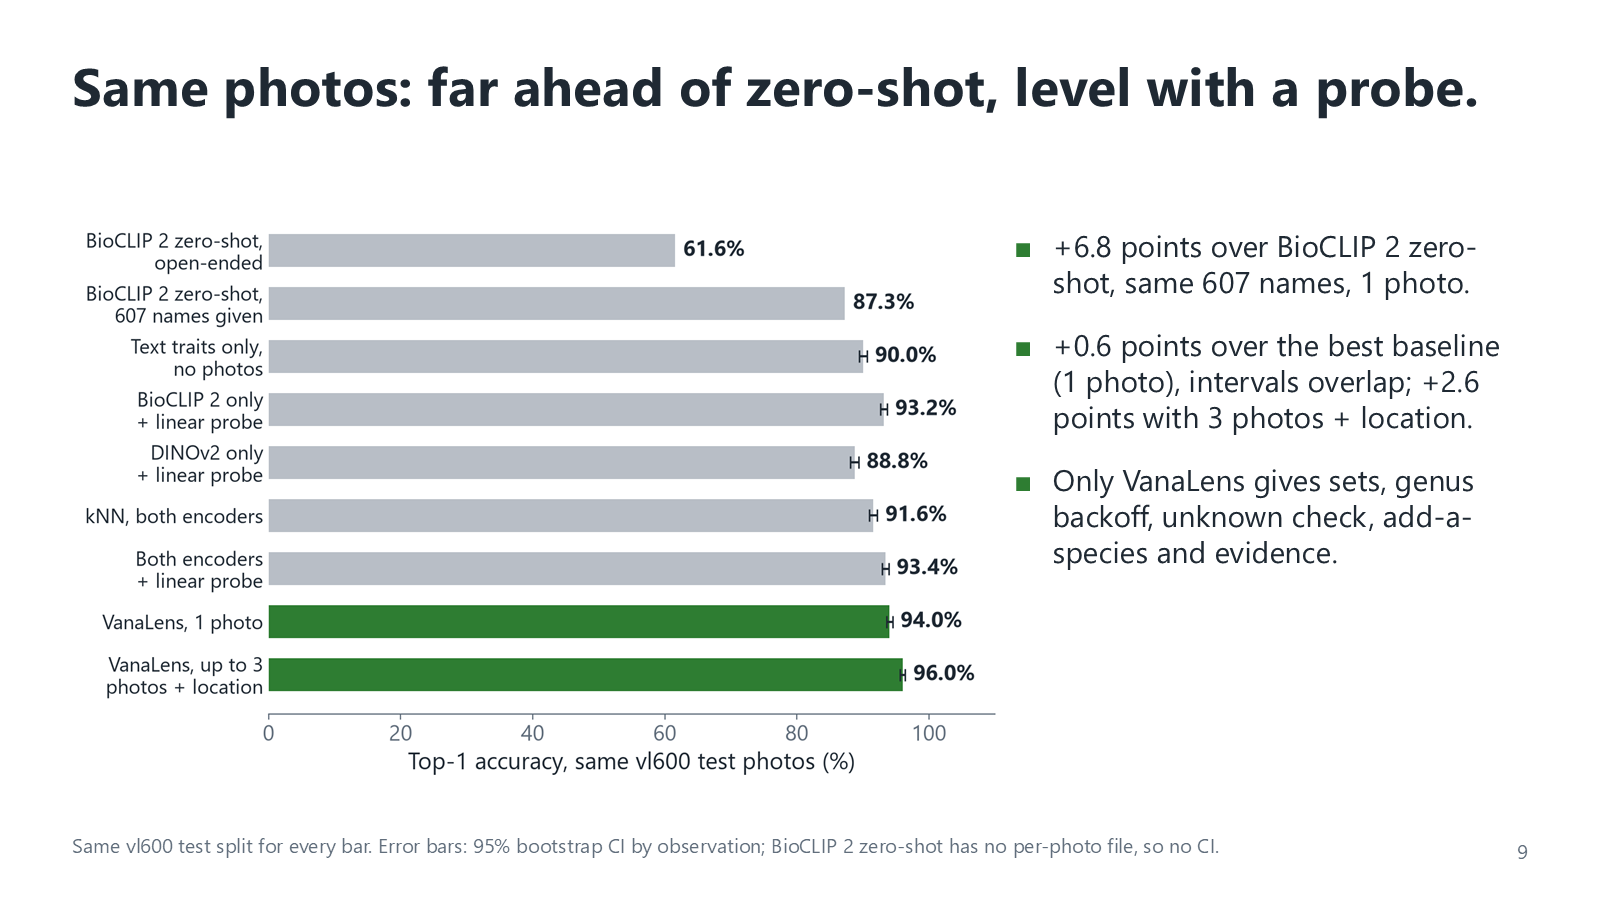 Same photos: far ahead of zero-shot, level with a probe.
BioCLIP 2 zero-shot,
open-ended
61.6%
BioCLIP 2 zero-shot,
607 names given
87.3%
Text traits only,
no photos
90.0%
BioCLIP 2 only
+ linear probe
93.2%
DINOv2 only
+ linear probe
88.8%
kNN, both encoders
91.6%
Both encoders
+ linear probe
93.4%
VanaLens, 1 photo
94.0%
VanaLens, up to 3
photos + location
96.0%
0 20 40 60 80 100
Top-1 accuracy, same vl600 test photos (%)
+6.8 points over BioCLIP 2 zero-
shot, same 607 names, 1 photo.
+0.6 points over the best baseline
(1 photo), intervals overlap; +2.6
points with 3 photos + location.
Only VanaLens gives sets, genus
backoff, unknown check, add-a-
species and evidence.
Same vl600 test split for every bar. Error bars: 95% bootstrap CI by observation; BioCLIP 2 zero-shot has no per-photo file, so no CI.
9